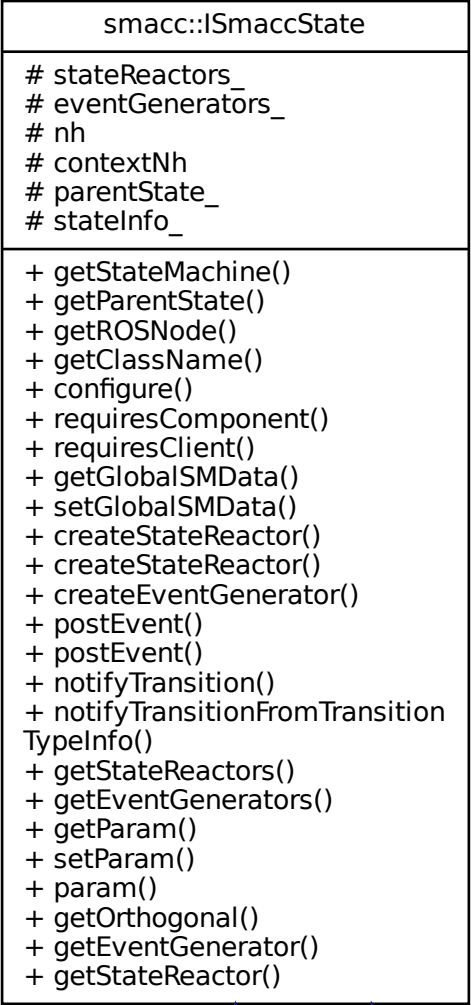 smacc::ISmaccState
# stateReactors_
# eventGenerators_
# nh
# contextNh
# parentState_
# stateInfo_
+ getStateMachine()
+ getParentState()
+ getROSNode()
+ getClassName()
+ configure()
+ requiresComponent()
+ requiresClient()
+ getGlobalSMData()
+ setGlobalSMData()
+ createStateReactor()
+ createStateReactor()
+ createEventGenerator()
+ postEvent()
+ postEvent()
+ notifyTransition()
+ notifyTransitionFromTransition
TypeInfo()
+ getStateReactors()
+ getEventGenerators()
+ getParam()
+ setParam()
+ param()
+ getOrthogonal()
+ getEventGenerator()
+ getStateReactor()